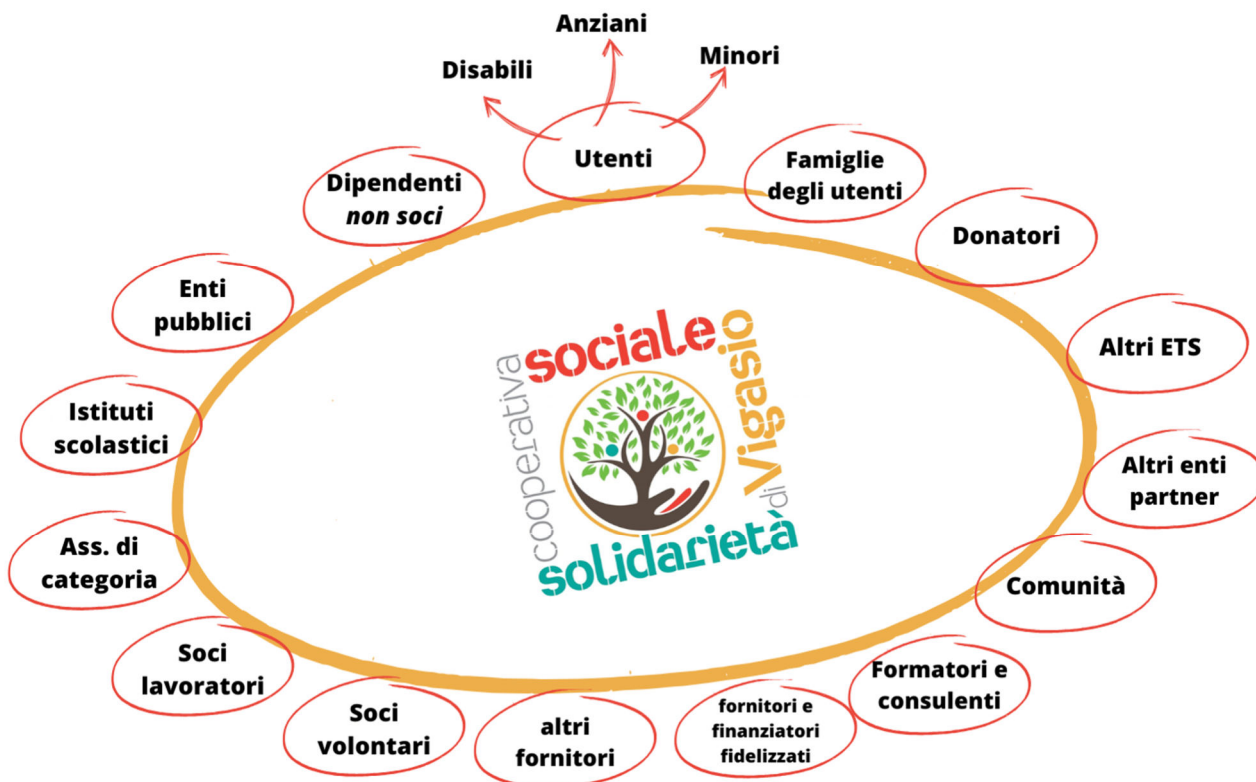 Anziani
Disabili
Minori
Utenti
Famiglie
degli utenti
Donatori
Altri ETS
Altri enti
partner
Comunità
Formatori e
consulenti
fornitori e
finanziatori
fidelizzati
altri
fornitori
Soci
volontari
Soci
lavoratori
Ass. di
categoria
Istituti
scolastici
Enti
pubblici
Dipendenti
non soci
cooperativa
sociale
solidarietà
di Vigasio